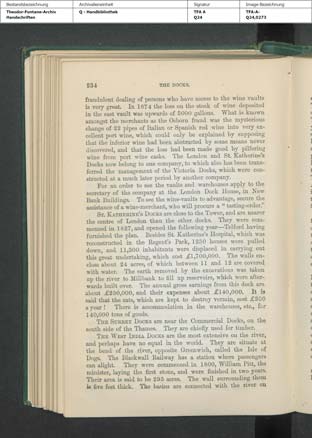 Bestandsbezeichnung
Archivalieneinheit
Signatur
Image-Bezeichnung
Theodor-Fontane-Archiv
Handschriften
Q - Handbibliothek
TFA A
Q24
TFA-A-
Q24,0273
234 THE DOCKS.
fraudulent dealing of persons who have access to the wine vaults
is very great. In 1874 the loss on the stock of wine deposited
in the east vault was upwards of 5000 gallons. What is known
amongst the merchants as the Osborn fraud was the mysterious
change of 22 pipes of Italian or Spanish red wine into very ex-
cellent port wine, which could only be explained by supposing
that the inferior wine had been abstracted by some means never
discovered, and that the loss had been made good by pilfering
wine from port wine casks. The London and St. Katherine's
Docks now belong to one company, to which also has been trans-
ferred the management of the Victoria Docks, which were con-
structed at a much later period by another company.
For an order to see the vaults and warehouses apply to the
secretary of the company at the London Dock House, in New
Bank Buildings. To see the wine-vaults to advantage, secure the
assistance of a wine-merchant, who will procure a "tasting-order."
ST. KATHERINE'S DOCKS are close to the Tower, and are nearer
the centre of London than the other docks. They were com-
menced in 1827, and opened the following year—Telford having
furnished the plan. Besides St. Katherine's Hospital, which was
reconstructed in the Regent's Park, 1250 houses were pulled
down, and 11,300 inhabitants were displaced in carrying out
this great undertaking, which cost £1,700,000. The walls en-
close about 24 acres, of which between 11 and 12 are covered
with water. The earth removed by the excavations was taken
up the river to Millbank to fill up reservoirs, which were after-
wards built over. The annual gross earnings from this dock are
about £250,000, and their expenses about £140,000. It is
said that the cats, which are kept to destroy vermin, cost £200
a year! There is accommodation in the warehouses, etc., for
140,000 tons of goods.
THE SURREY DOCKS are near the Commercial Docks, on the
south side of the Thames. They are chiefly used for timber.
THE WEST INDIA DOCKS are the most extensive on the river,
and perhaps have no equal in the world. They are situate at
the bend of the river, opposite Greenwich, called the Isle of
Dogs. The Blackwall Railway has a station where passengers
can alight. They were commenced in 1800, William Pitt, the
minister, laying the first stone, and were finished in two years.
Their area is said to be 295 acres. The wall surrounding them
is five feet thick. The basins are connected with the river on